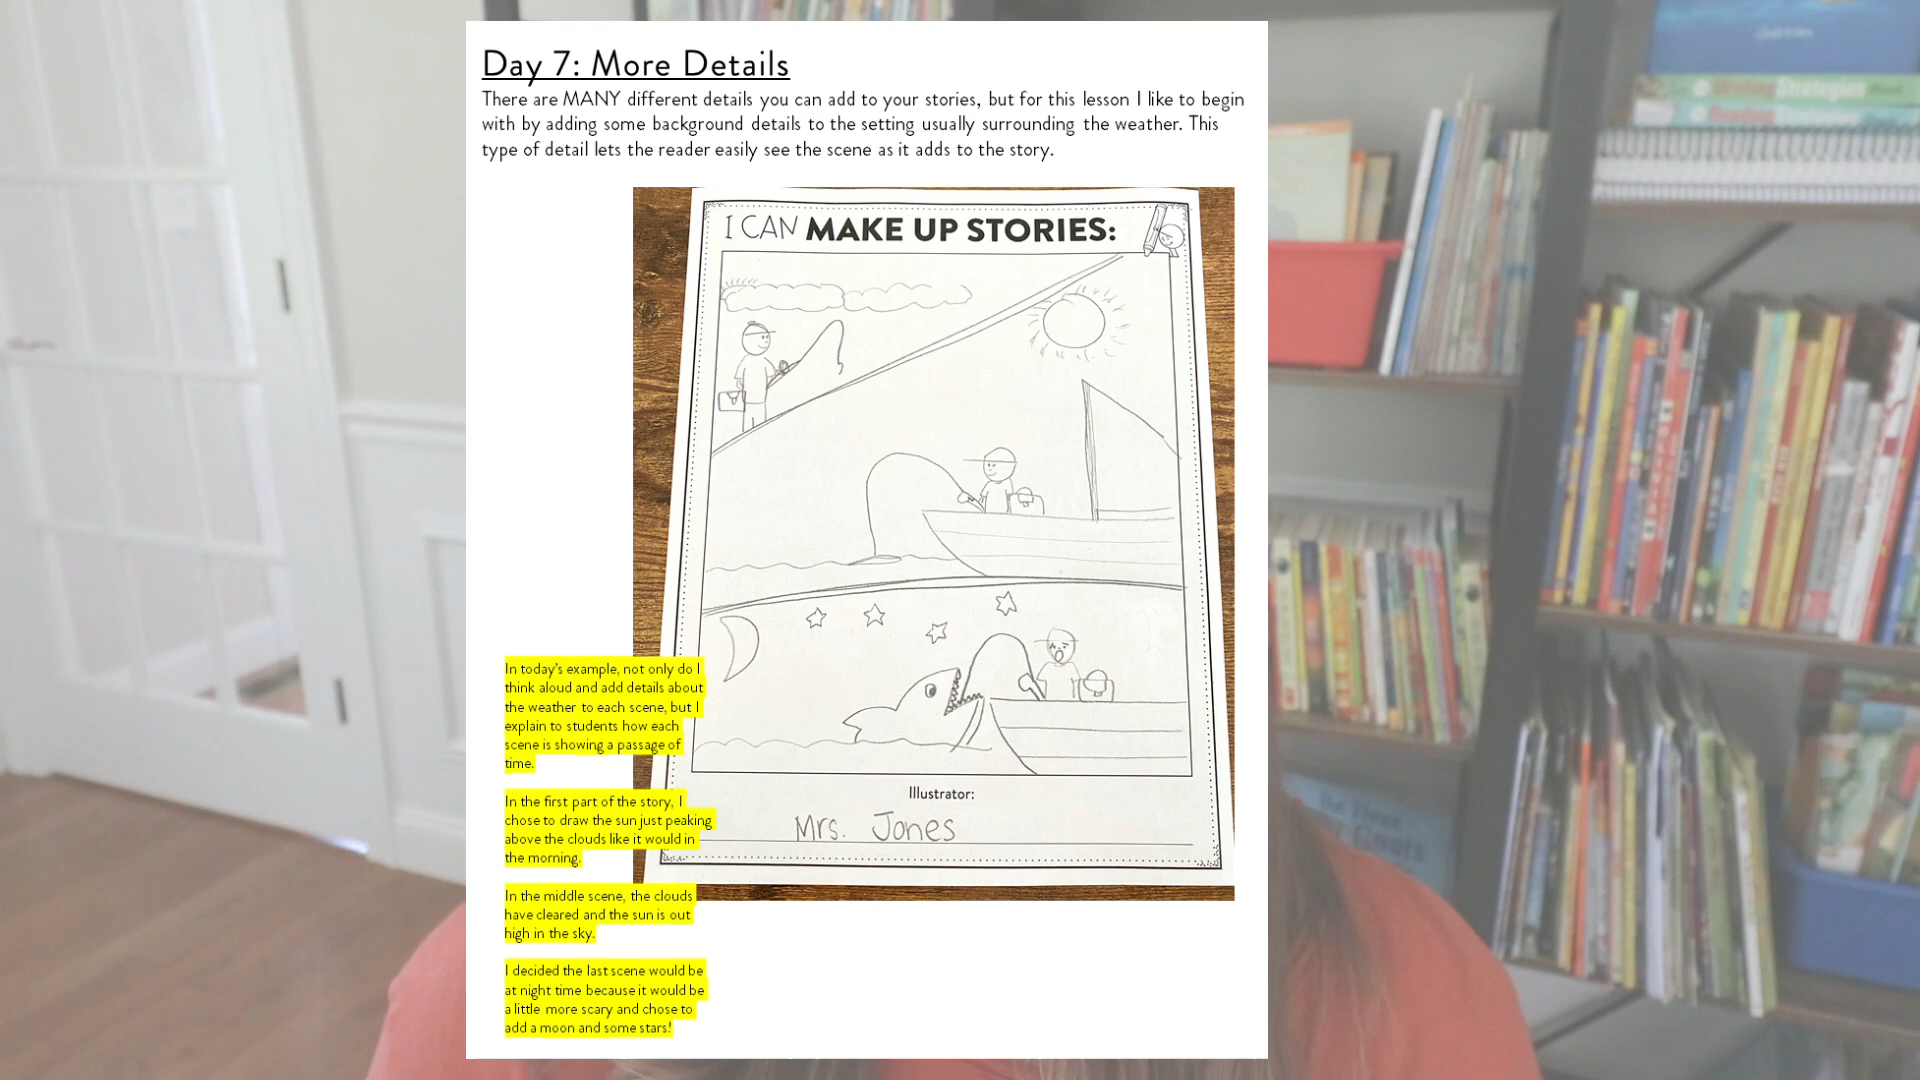 Day 7: More Details
There are MANY different details you can add to your stories, but for this lesson I like to begin
with by adding some background details to the setting usually surrounding the weather. This
type of detail lets the reader easily see the scene as it adds to the story.
I CAN MAKE UP STORIES:
In today's example, not only do I
think aloud and add details about
the weather to each scene, but I
explain to students how each
scene is showing a passage of
time.
In the first part of the story, I
chose to draw the sun just peaking
above the clouds like it would in
the morning.
In the middle scene, the clouds
have cleared and the sun is out
high in the sky.
I decided the last scene would be
at night time because it would be
a little more scary and chose to
add a moon and some stars!
Illustrator:
Mrs. Jones